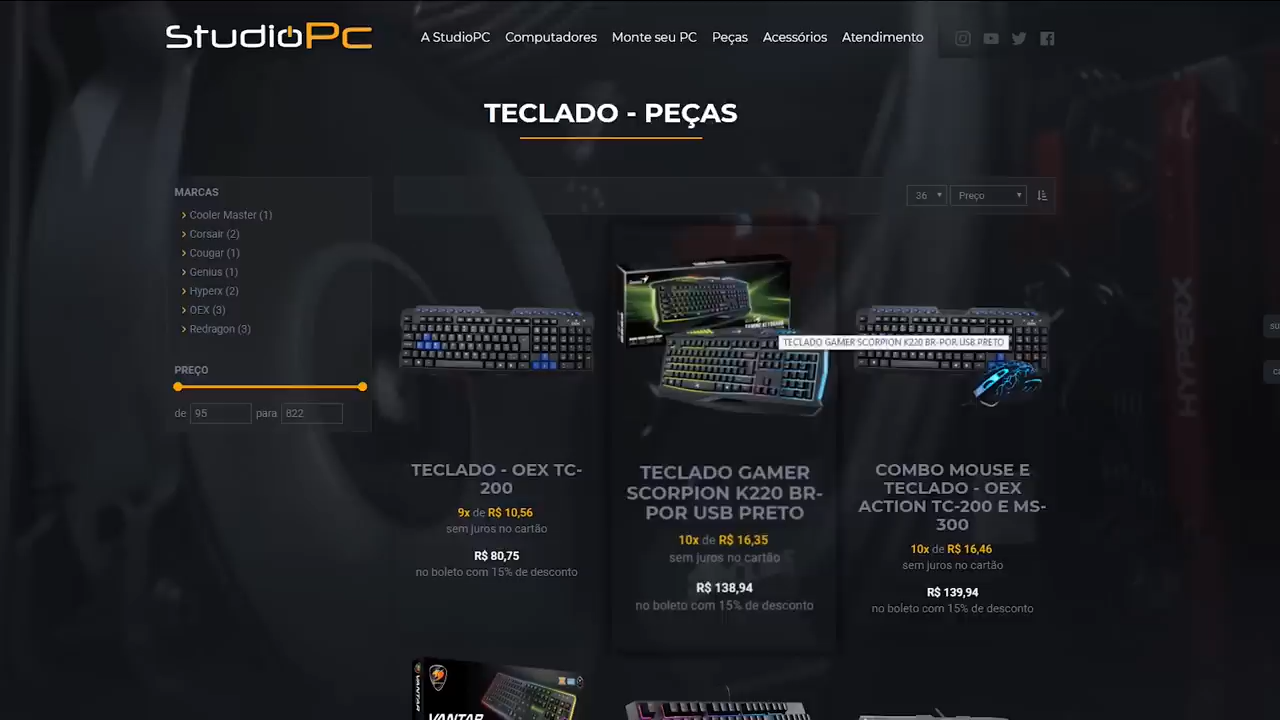 StudioPc
A StudioPC Computadores Monte seu PC Peças Acessórios Atendimento
TECLADO - PEÇAS
MARCAS
Cooler Master (1)
Corsair (2)
Cougar (1)
Genius (1)
Hyperx (2)
OEX (3)
Redragon (3)
PREÇO
de 95 para 822
36 Preço
TECLADO GAMER SCORPION K220 BR-POR USB PRETO
HYPERX
TECLADO - OEX TC-
200
9x de R$ 10,56
sem juros no cartão
R$ 80,75
no boleto com 15% de desconto
TECLADO GAMER
SCORPION K220 BR-
POR USB PRETO
10x de R$ 16,35
sem juros no cartão
R$ 138,94
no boleto com 15% de desconto
COMBO MOUSE E
TECLADO - OEX
ACTION TC-200 E MS-
300
10x de R$ 16,46
sem juros no cartão
R$ 139,94
no boleto com 15% de desconto
VANTAR